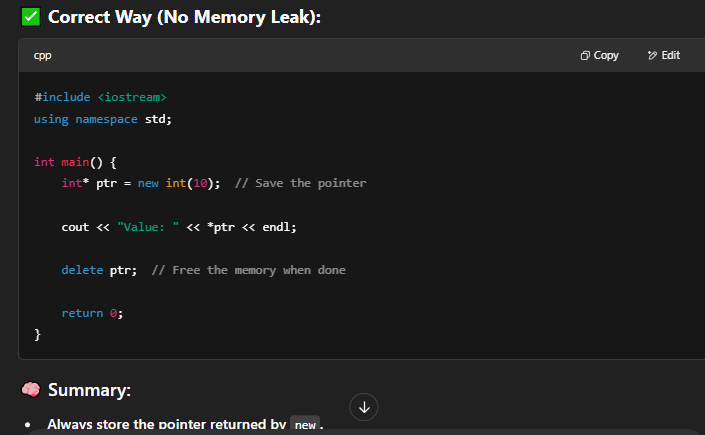 ✅ Correct Way (No Memory Leak):
cpp
Copy
Edit
#include <iostream>
using namespace std;
int main() {
    int* ptr = new int(10);  // Save the pointer
    cout << "Value: " << *ptr << endl;
    delete ptr;  // Free the memory when done
    return 0;
}
🧠 Summary:
• Always store the pointer returned by new.